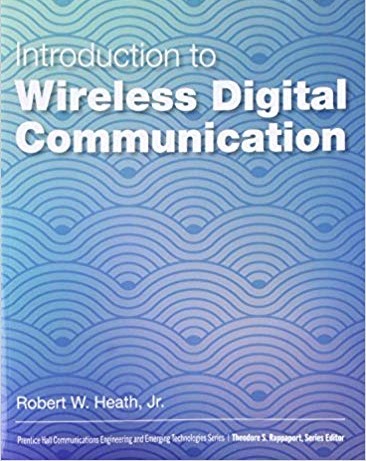 Introduction to
Wireless Digital
Communication
Robert W. Heath, Jr.
Prentice Hall Communications Engineering and Emerging Technologies Series | Theodore S. Rappaport, Series Editor